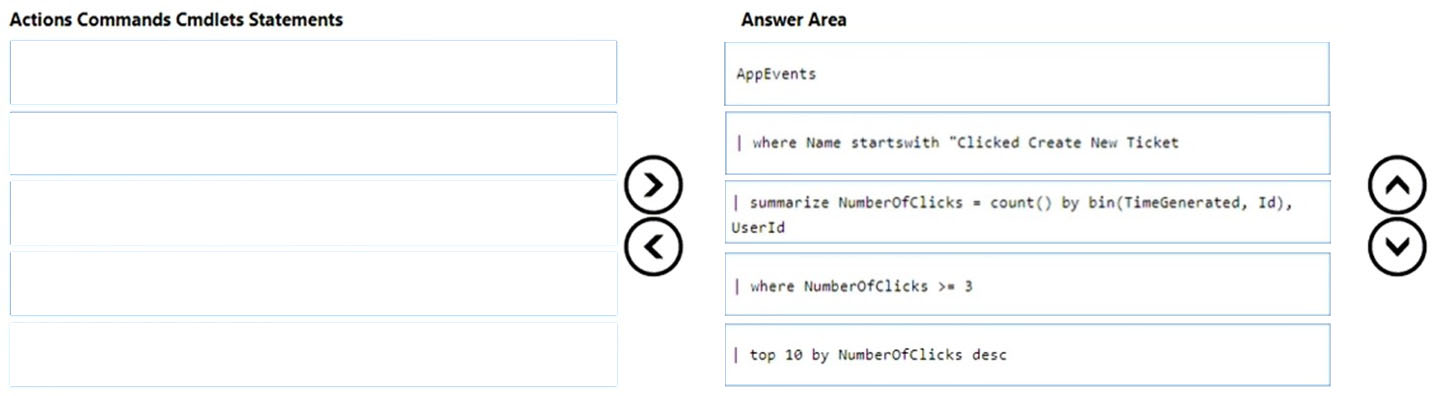 Actions Commands Cmdlets Statements
Answer Area
AppEvents
| where Name startswith "Clicked Create New Ticket
| summarize NumberOfClicks = count() by bin(TimeGenerated, Id),
UserId
| where NumberOfClicks >= 3
| top 10 by NumberOfClicks desc